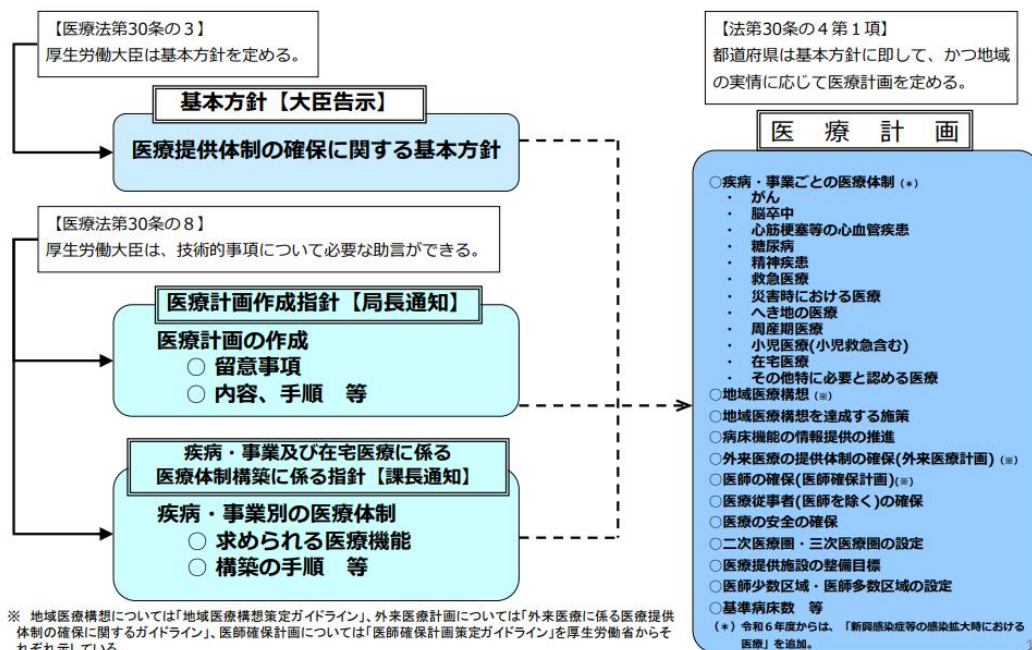 【医療法第30条の3】
厚生労働大臣は基本方針を定める。
基本方針【大臣告示】
医療提供体制の確保に関する基本方針
【医療法第30条の8】
厚生労働大臣は、技術的事項について必要な助言ができる。
医療計画作成指針【局長通知】
医療計画の作成
○ 留意事項
○ 内容、手順 等
疾病・事業及び在宅医療に係る
医療体制構築に係る指針【課長通知】
疾病・事業別の医療体制
○ 求められる医療機能
○ 構築の手順 等
※ 地域医療構想については「地域医療構想策定ガイドライン」、外来医療計画については「外来医療に係る医療提供
体制の確保に関するガイドライン」、医師確保計画については「医師確保計画策定ガイドライン」を厚生労働省からそ
れぞれ示している。
【法第30条の4第1項】
都道府県は基本方針に即して、かつ地域
の実情に応じて医療計画を定める。
医 療 計 画
○疾病・事業ごとの医療体制(*)
・ がん
・ 脳卒中
・ 心筋梗塞等の心血管疾患
・ 糖尿病
・ 精神疾患
・ 救急医療
・ 災害時における医療
・ へき地の医療
・ 周産期医療
・ 小児医療(小児救急含む)
・ 在宅医療
・ その他特に必要と認める医療
○地域医療構想(※)
○地域医療構想を達成する施策
○病床機能の情報提供の推進
○外来医療の提供体制の確保(外来医療計画)(※)
○医師の確保(医師確保計画)(※)
○医療従事者(医師を除く)の確保
○医療の安全の確保
○二次医療圏・三次医療圏の設定
○医療提供施設の整備目標
○医師少数区域・医師多数区域の設定
○基準病床数 等
(*)令和6年度からは、「新興感染症等の感染拡大時における
医療」を追加。